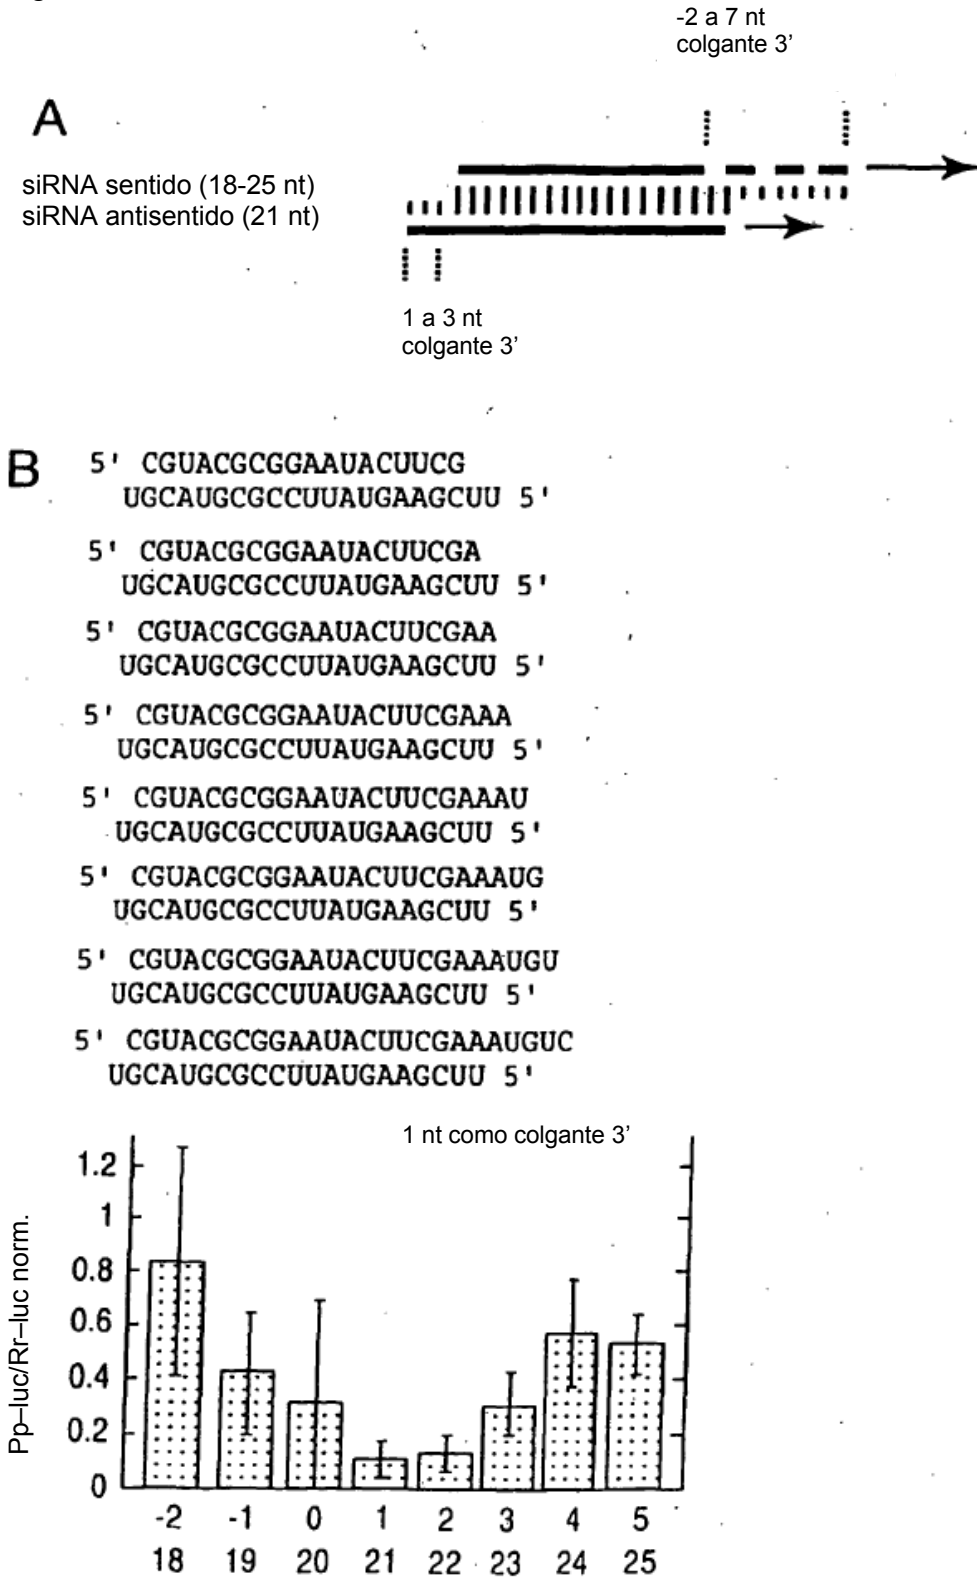 -2 a 7 nt
colgante 3’
A
siRNA sentido (18-25 nt)
siRNA antisentido (21 nt)
1 a 3 nt
colgante 3’
B
5' CGUACGCGGAAUACUUCG
UGCAUGCGCCUUAUGAAGCUU 5'
5' CGUACGCGGAAUACUUCGA
UGCAUGCGCCUUAUGAAGCUU 5'
5' CGUACGCGGAAUACUUCGAA
UGCAUGCGCCUUAUGAAGCUU 5'
5' CGUACGCGGAAUACUUCGAAA
UGCAUGCGCCUUAUGAAGCUU 5'
5' CGUACGCGGAAUACUUCGAAAU
UGCAUGCGCCUUAUGAAGCUU 5'
5' CGUACGCGGAAUACUUCGAAAUG
UGCAUGCGCCUUAUGAAGCUU 5'
5' CGUACGCGGAAUACUUCGAAAUGU
UGCAUGCGCCUUAUGAAGCUU 5'
5' CGUACGCGGAAUACUUCGAAAUGUC
UGCAUGCGCCUUAUGAAGCUU 5'
1 nt como colgante 3’
Pp–luc/Rr–luc norm.
1.2
1
0.8
0.6
0.4
0.2
0
-2 -1 0 1 2 3 4 5
18 19 20 21 22 23 24 25